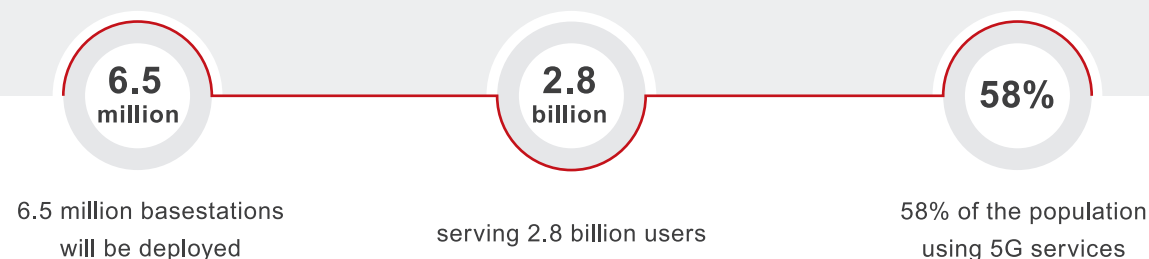 6.5
million
2.8
billion
58%
6.5 million basestations
will be deployed
serving 2.8 billion users
58% of the population
using 5G services